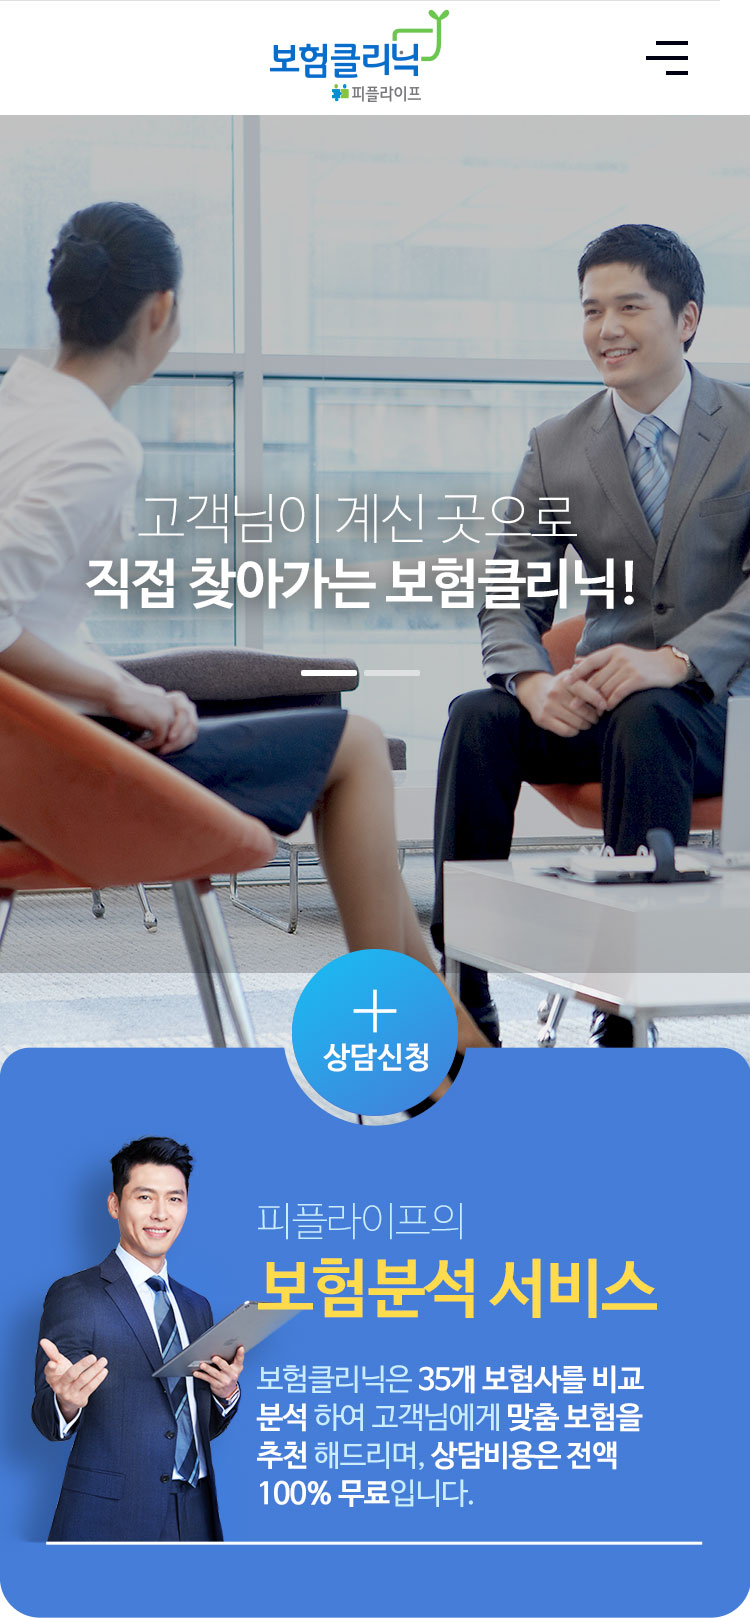 보험클리닉
피플라이프
고객님이 계신 곳으로
직접 찾아가는 보험클리닉!
상담신청
피플라이프의
보험분석 서비스
보험클리닉은 35개 보험사를 비교
분석 하여 고객님에게 맞춤 보험을
추천 해드리며, 상담비용은 전액
100% 무료입니다.